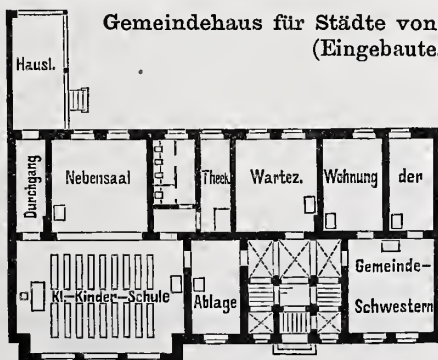 Gemeindehaus für Städte von
(Eingebaute
Hausl.
Durchgang
Nebensaal
Theek.
Wartez.
Wohnung
der
Kl.-Kinder-Schule
Ablage
Gemeinde-
Schwestern